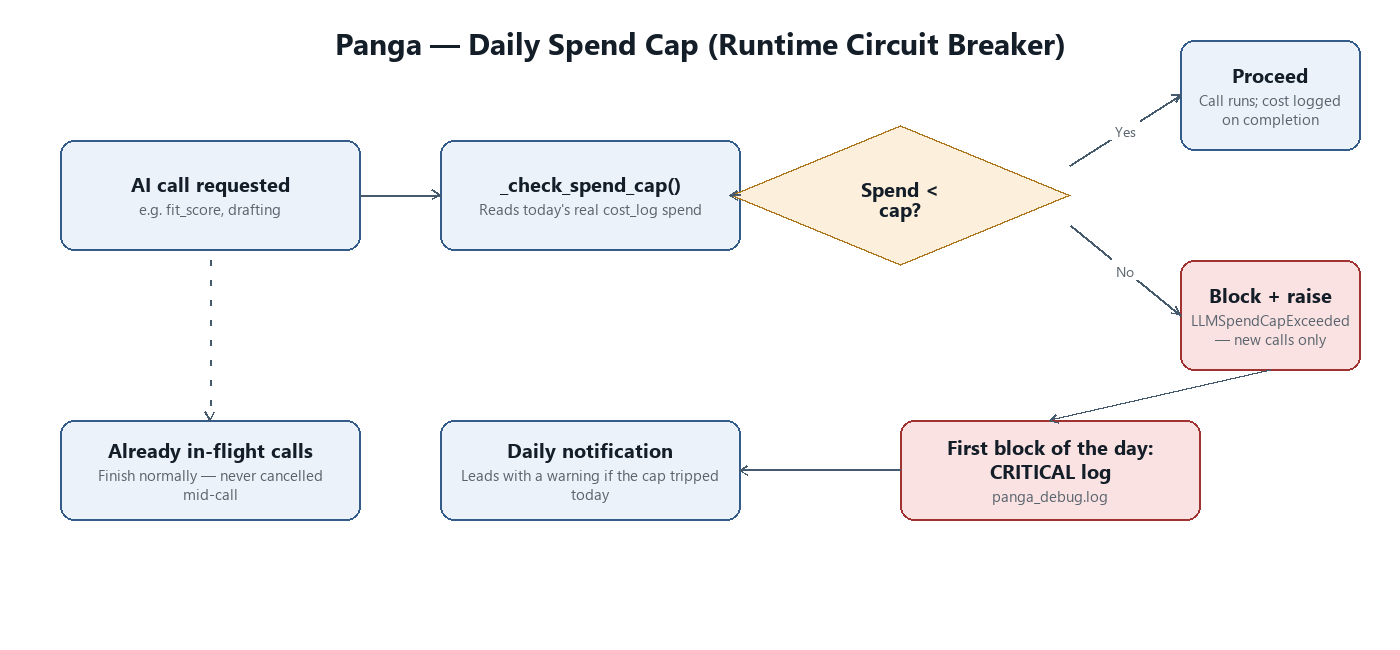 Panga — Daily Spend Cap (Runtime Circuit Breaker)
Proceed
Call runs; cost logged
on completion
Yes
AI call requested
e.g. fit_score, drafting
_check_spend_cap()
Reads today's real cost_log spend
Spend <
cap?
No
Block + raise
LLMSpendCapExceeded
— new calls only
Already in-flight calls
Finish normally — never cancelled
mid-call
Daily notification
Leads with a warning if the cap tripped
today
First block of the day:
CRITICAL log
panga_debug.log